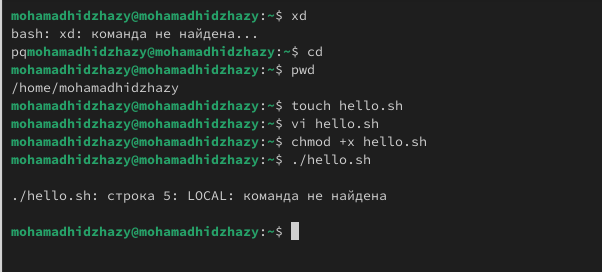 mohamadhidzhazy@mohamadhidzhazy:~$ xd
bash: xd: команда не найдена...
pqmohamadhidzhazy@mohamadhidzhazy:~$ cd
mohamadhidzhazy@mohamadhidzhazy:~$ pwd
/home/mohamadhidzhazy
mohamadhidzhazy@mohamadhidzhazy:~$ touch hello.sh
mohamadhidzhazy@mohamadhidzhazy:~$ vi hello.sh
mohamadhidzhazy@mohamadhidzhazy:~$ chmod +x hello.sh
mohamadhidzhazy@mohamadhidzhazy:~$ ./hello.sh
./hello.sh: строка 5: LOCAL: команда не найдена
mohamadhidzhazy@mohamadhidzhazy:~$